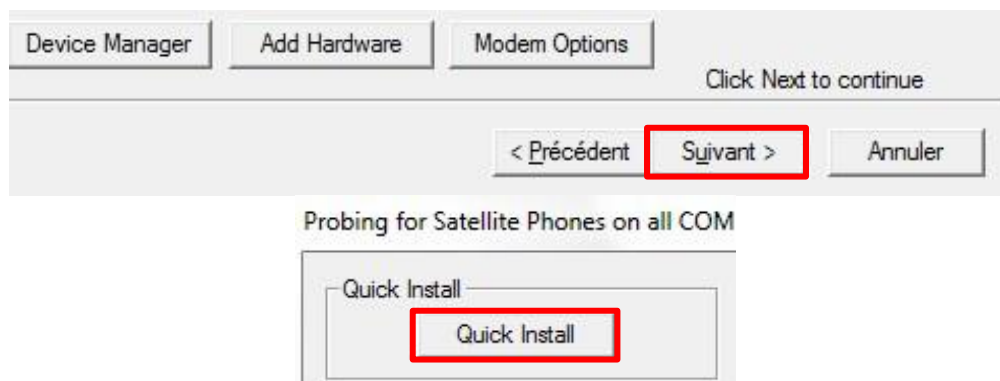 Device Manager Add Hardware Modem Options
Click Next to continue
< Précédent Suivant > Annuler
Probing for Satellite Phones on all COM
Quick Install
Quick Install